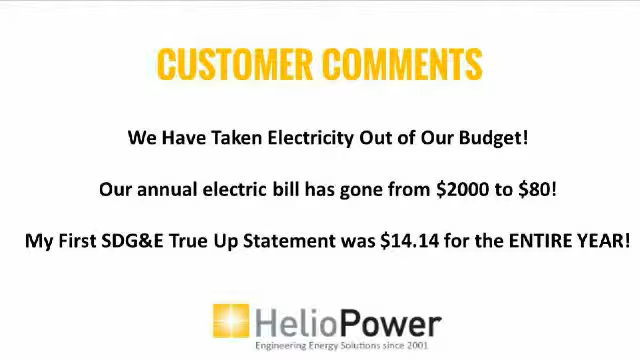 CUSTOMER COMMENTS
We Have Taken Electricity Out of Our Budget!
Our annual electric bill has gone from $2000 to $80!
My First SDG&E True Up Statement was $14.14 for the ENTIRE YEAR!
HelioPower
Engineering Energy Solutions since 2001